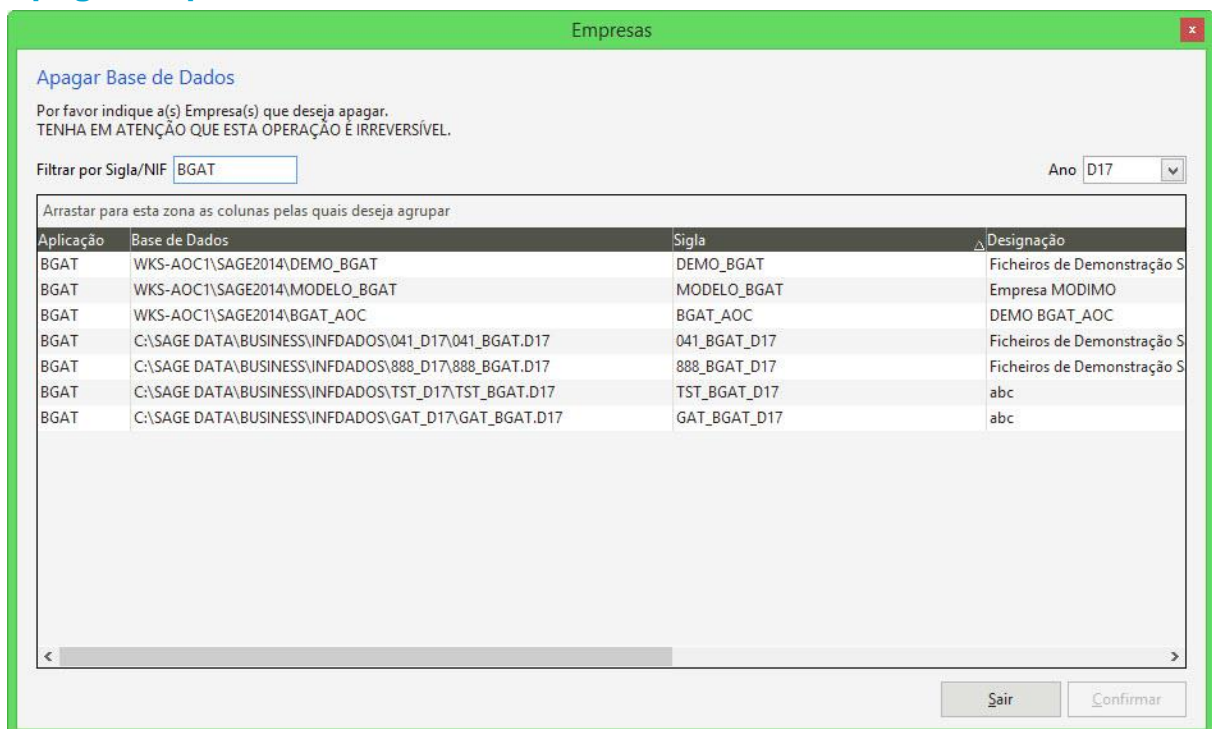 Empresas
x
Apagar Base de Dados
Por favor indique a(s) Empresa(s) que deseja apagar.
TENHA EM ATENÇÃO QUE ESTA OPERAÇÃO É IRREVERSÍVEL.
Filtrar por Sigla/NIF BGAT Ano D17
Arrastar para esta zona as colunas pelas quais deseja agrupar
Aplicação Base de Dados Sigla Designação
BGAT WKS-AOC1\SAGE2014\DEMO_BGAT DEMO_BGAT Ficheiros de Demonstração S
BGAT WKS-AOC1\SAGE2014\MODELO_BGAT MODELO_BGAT Empresa MODIMO
BGAT WKS-AOC1\SAGE2014\BGAT_AOC BGAT_AOC DEMO BGAT_AOC
BGAT C:\SAGE DATA\BUSINESS\INFDADOS\041_D17\041_BGAT.D17 041_BGAT_D17 Ficheiros de Demonstração S
BGAT C:\SAGE DATA\BUSINESS\INFDADOS\888_D17\888_BGAT.D17 888_BGAT_D17 Ficheiros de Demonstração S
BGAT C:\SAGE DATA\BUSINESS\INFDADOS\TST_D17\TST_BGAT.D17 TST_BGAT_D17 abc
BGAT C:\SAGE DATA\BUSINESS\INFDADOS\GAT_D17\GAT_BGAT.D17 GAT_BGAT_D17 abc
Sair Confirmar